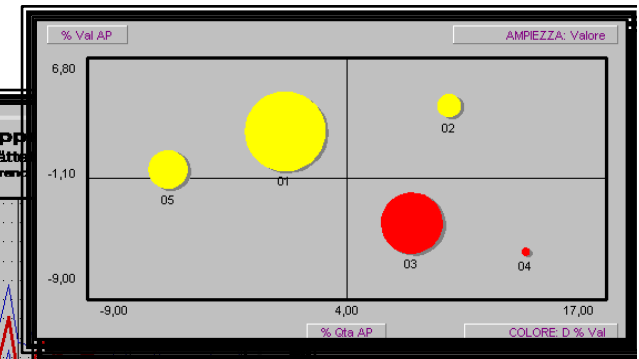 % Val AP
AMPIEZZA: Valore
6,80
02
01
-1,10
05
03
04
-9,00
-9,00
4,00
17,00
% Qta AP
COLORE: D % Val